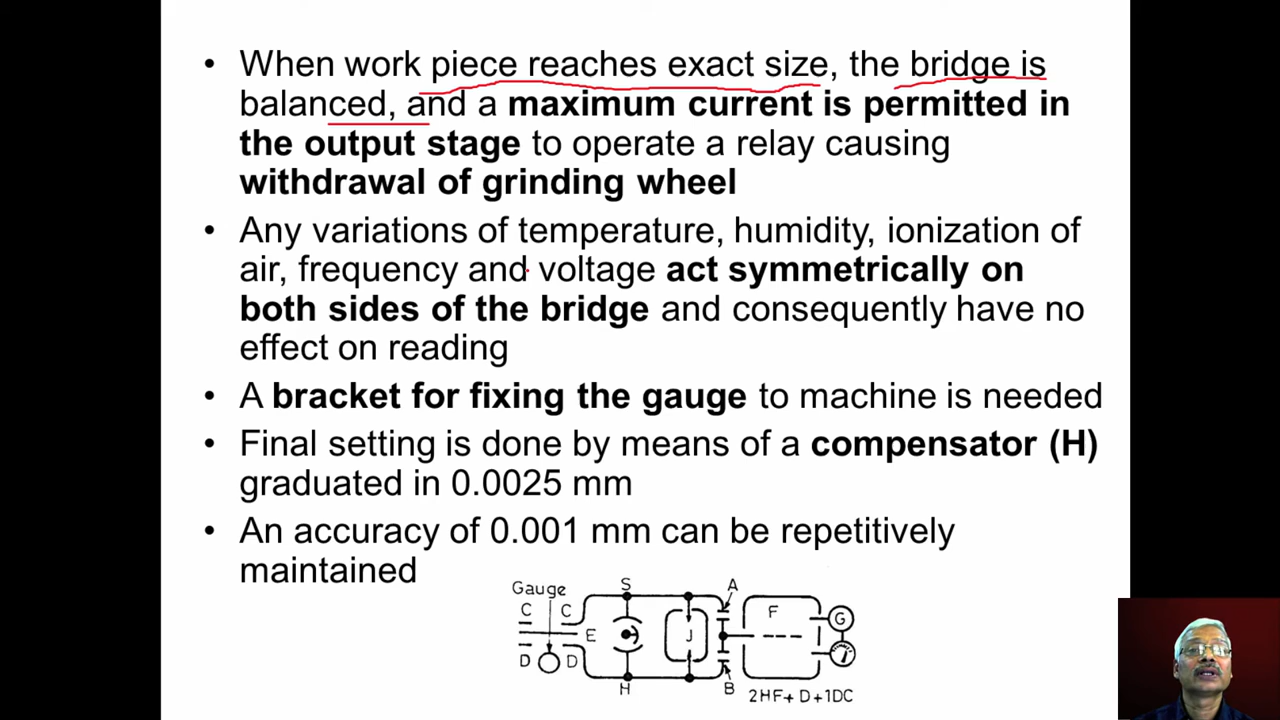 • When work piece reaches exact size, the bridge is
balanced, and a maximum current is permitted in
the output stage to operate a relay causing
withdrawal of grinding wheel
• Any variations of temperature, humidity, ionization of
air, frequency and voltage act symmetrically on
both sides of the bridge and consequently have no
effect on reading
• A bracket for fixing the gauge to machine is needed
• Final setting is done by means of a compensator (H)
graduated in 0.0025 mm
• An accuracy of 0.001 mm can be repetitively
maintained
Gauge S A
C C F G
E J
D D
H B 2HF+ D+1DC